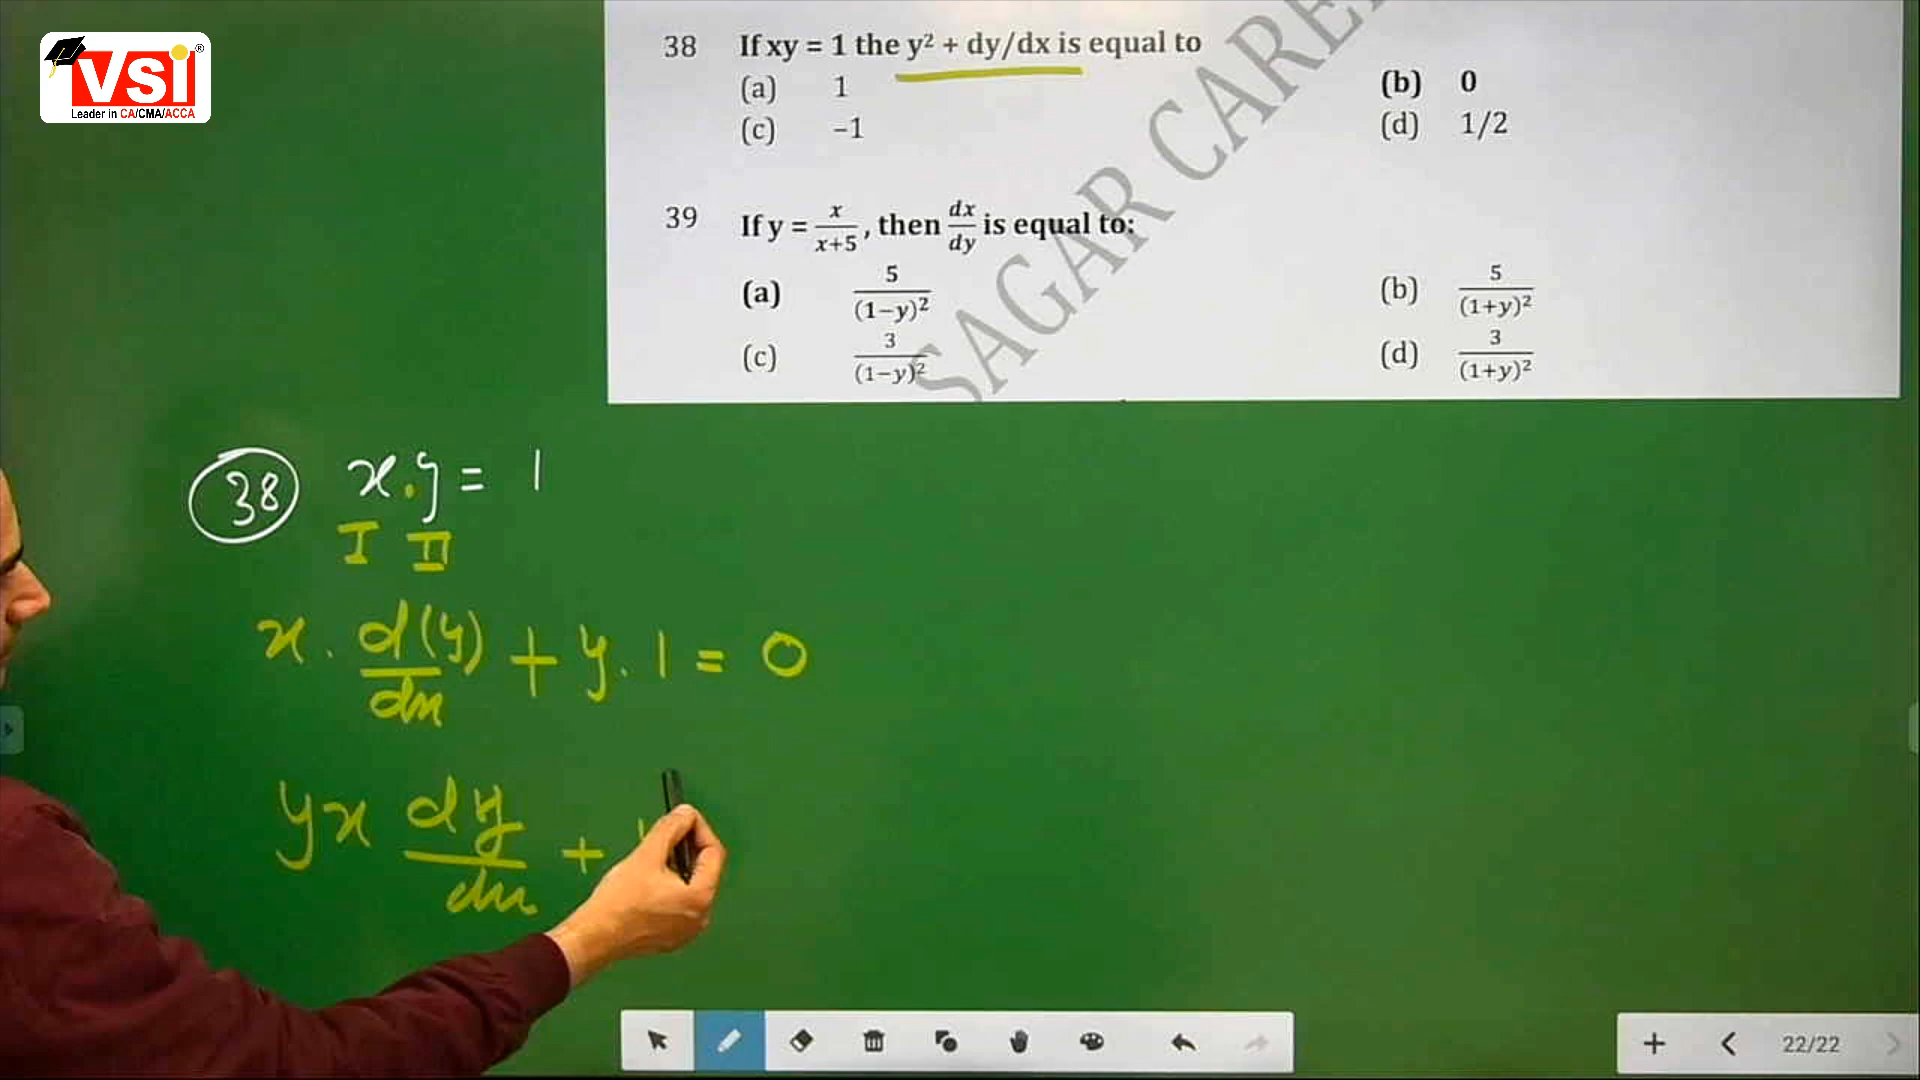 VSI®
Leader in CA/CMA/ACCA
38 If xy = 1 the y² + dy/dx is equal to
(a) 1 (b) 0
(c) –1 (d) 1/2
39 If y = x/x+5, then dx/dy is equal to:
(a) 5/(1−y)² (b) 5/(1+y)²
(c) 3/(1−y)² (d) 3/(1+y)²
SAGAR CAREE
38 x.y = 1
I II
x . d(y)/dx + y . 1 = 0
yx dy/dx +
22/22